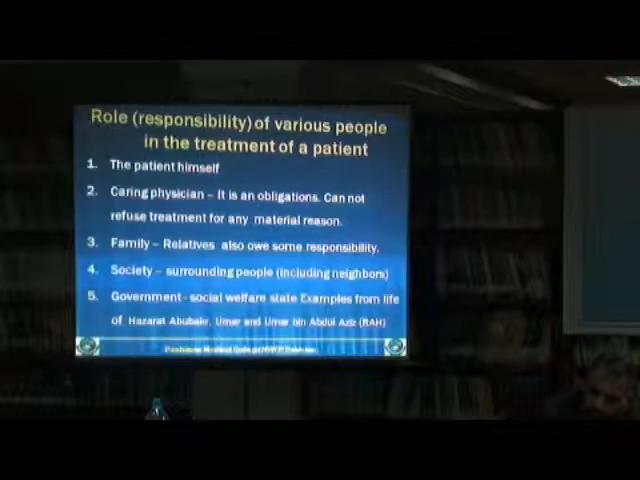 Role (responsibility) of various people
in the treatment of a patient
1. The patient himself
2. Caring physician – It is an obligations. Can not
refuse treatment for any material reason.
3. Family – Relatives also owe some responsibility.
4. Society – surrounding people (including neighbors)
5. Government - social welfare state Examples from life
of Hazarat Abubakr, Umar and Umar bin Abdul Aziz (RAH)
Peshawar Medical College